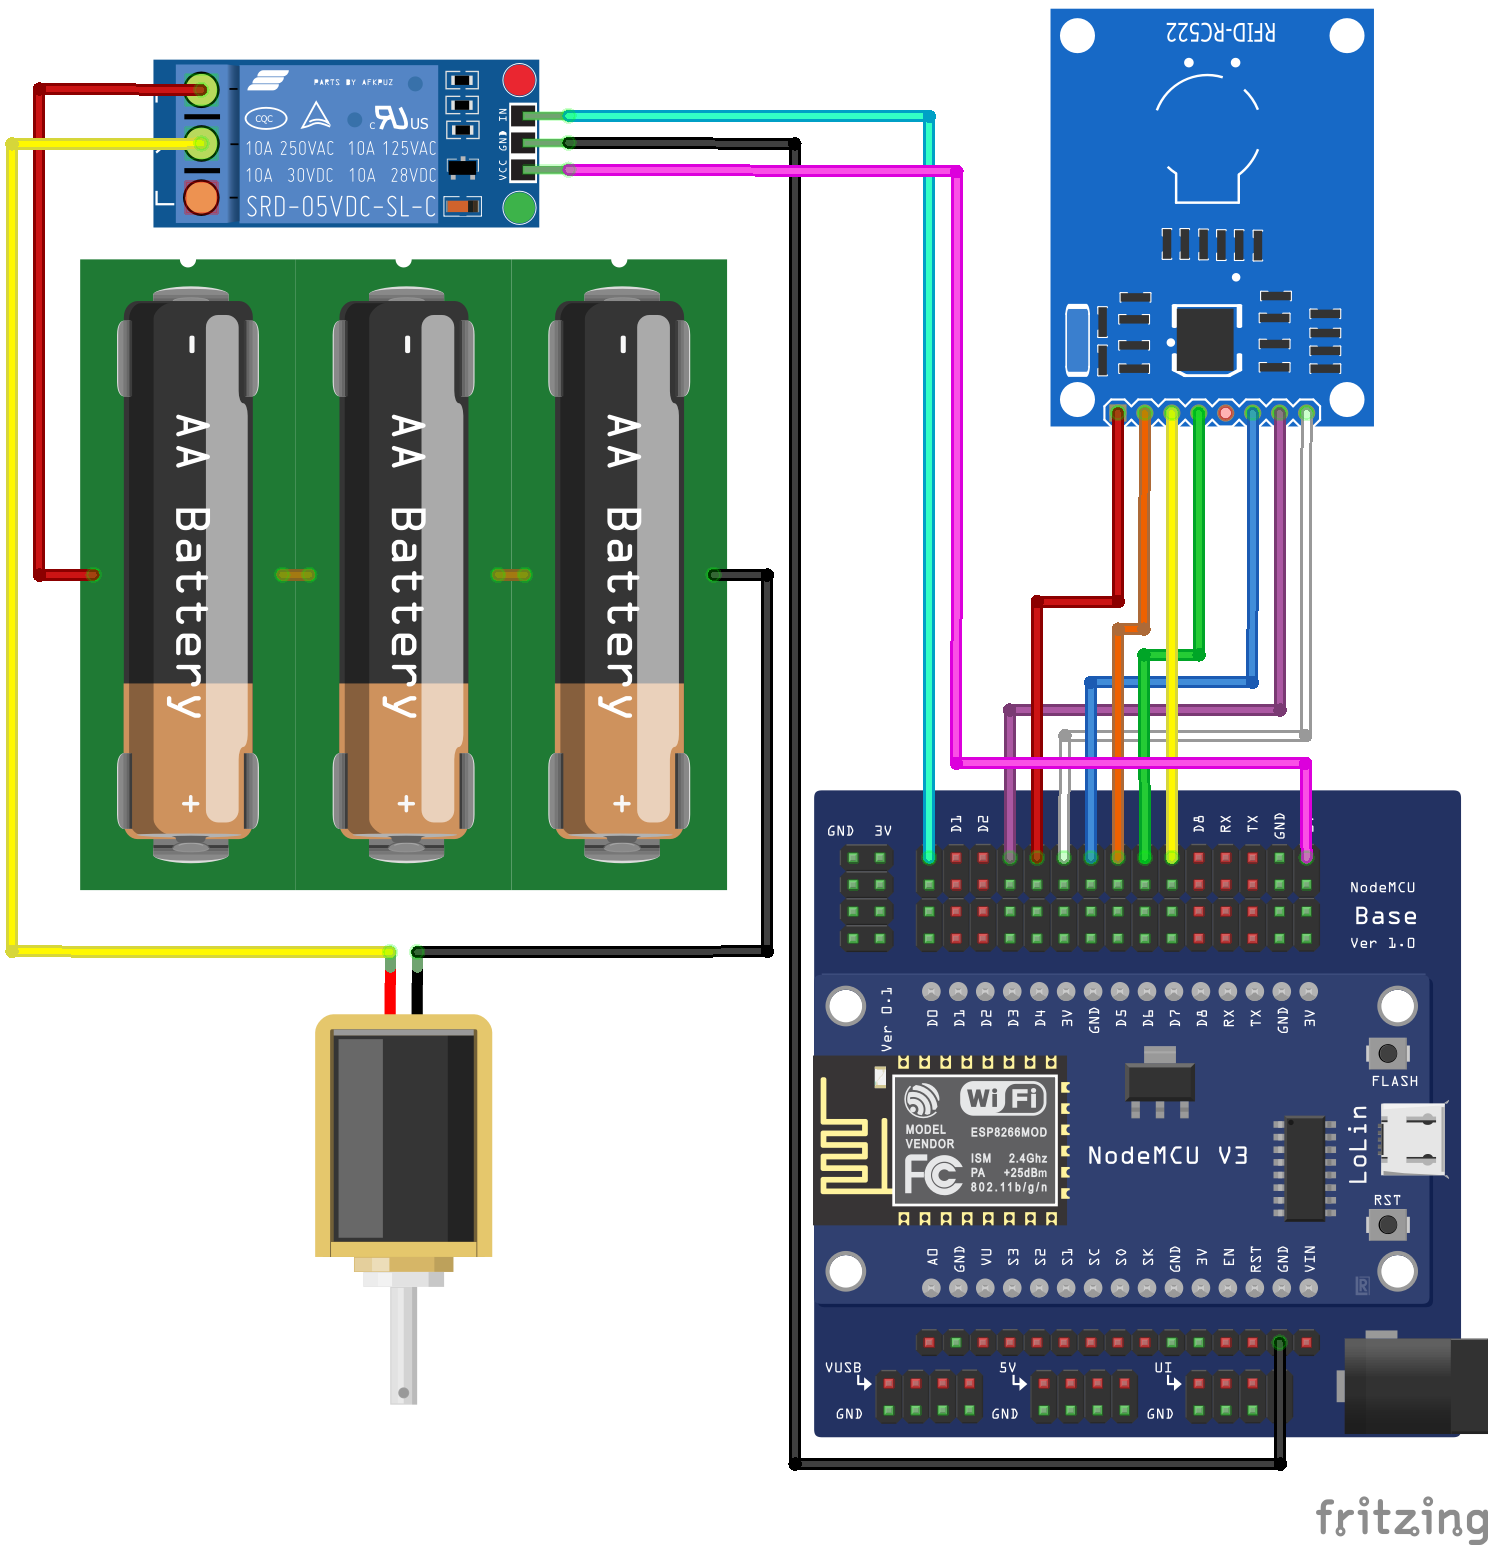 RFID-RC522
PARTS BY AFKPUZ
CQC
c RU US
10A 250VAC 10A 125VAC
10A 30VDC 10A 28VDC
SRD-05VDC-SL-C
IN
GND
VCC
- AA Battery +
- AA Battery +
- AA Battery +
GND 3V
D1 D2 D8 RX TX GND
NodeMCU
Base
Ver 1.0
Ver 0.1
D0 D1 D2 D3 D4 3V GND D5 D6 D7 D8 RX TX GND 3V
FLASH
WiFi
MODEL
VENDOR
ESP8266MOD
FC
ISM 2.4Ghz
PA +25dBm
802.11b/g/n
NodeMCU V3
LoLin
RST
A0 GND VU S3 S2 S1 SC S0 SK GND 3V EN RST GND VIN
R
VUSB
GND
5V
GND
UI
GND
fritzing